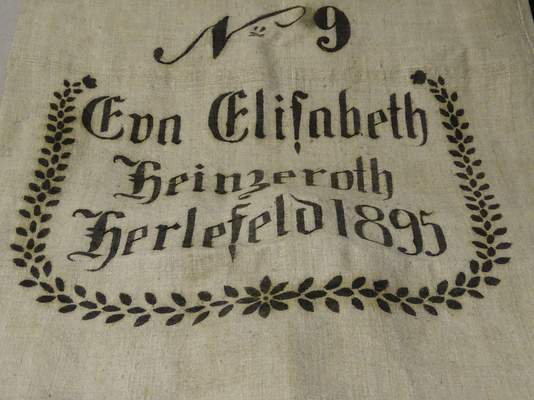 No 9
Eva Eliſabeth
Heinzeroth
Herlefeld 1895